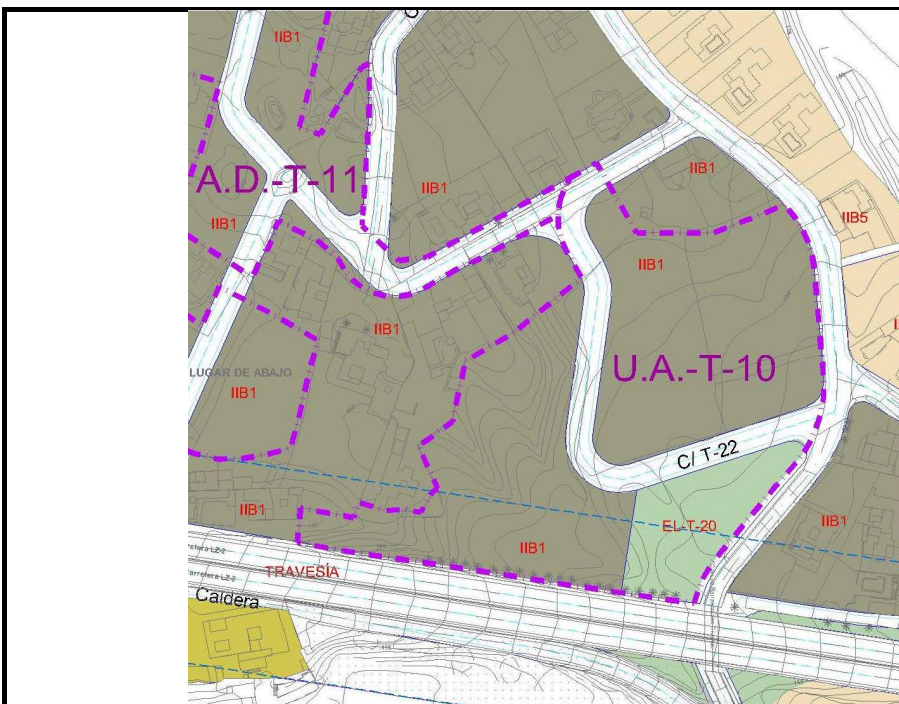 IIB1
A.D.-T-11
IIB1
IIB1
IIB5
IIB1
IIB1
IIB1
U.A.-T-10
LUGAR DE ABAJO
IIB1
C/ T-22
IIB1
EL-T-20
IIB1
IIB1
TRAVESÍA
Caldera